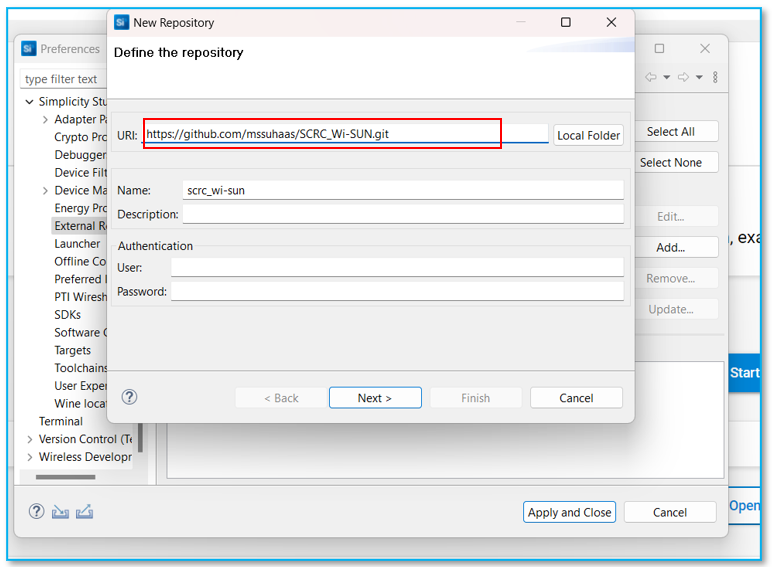 Si New Repository
Define the repository
URI: https://github.com/mssuhaas/SCRC_Wi-SUN.git Local Folder
Name: scrc_wi-sun
Description:
Authentication
User:
Password:
< Back Next > Finish Cancel
Si Preferences
type filter text
Simplicity Stu
Adapter Pa
Crypto Pro
Debugger
Device Filt
Device Ma
Energy Pro
External Re
Launcher
Offline Co
Preferred I
PTI Wiresh
SDKs
Software C
Targets
Toolchains
User Exper
Wine locat
Terminal
Version Control (Te
Wireless Developr
Select All
Select None
Edit...
Add...
Remove...
Update...
Apply and Close Cancel
, exa
Start
Open